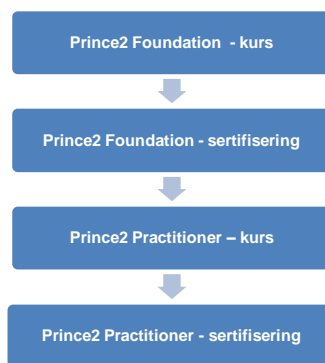 Prince2 Foundation  - kurs
Prince2 Foundation - sertifisering
Prince2 Practitioner – kurs
Prince2 Practitioner - sertifisering